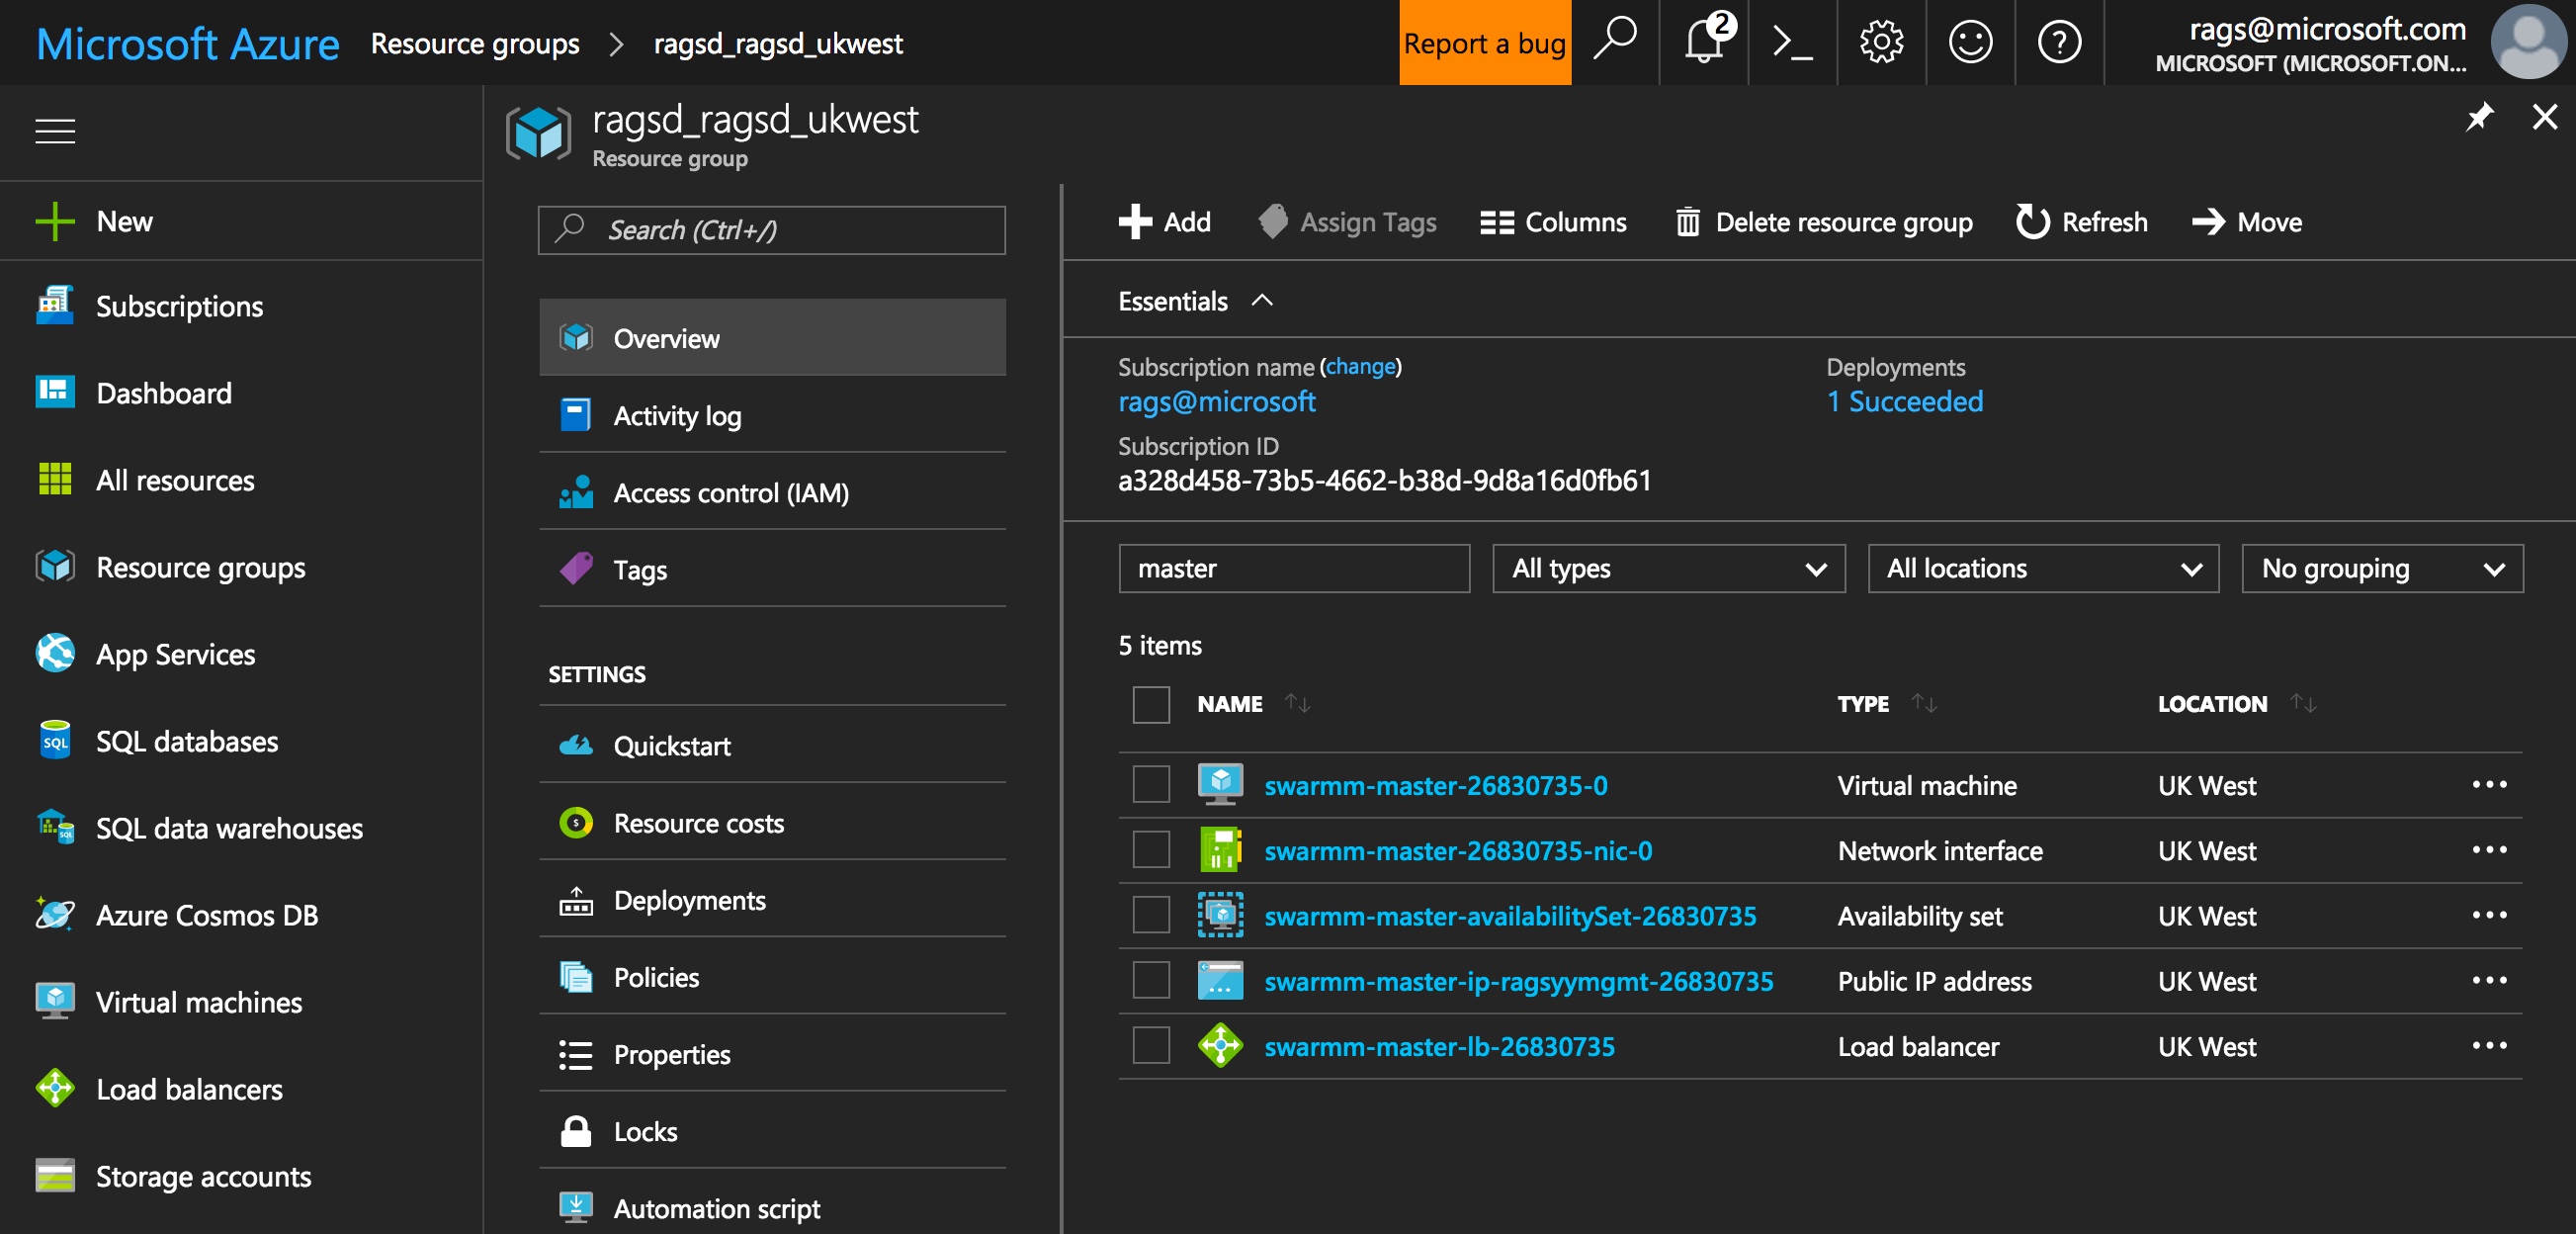 Microsoft Azure Resource groups > ragsd_ragsd_ukwest Report a bug 2 rags@microsoft.com
MICROSOFT (MICROSOFT.ON...
ragsd_ragsd_ukwest
Resource group
New
Subscriptions
Dashboard
All resources
Resource groups
App Services
SQL databases
SQL data warehouses
Azure Cosmos DB
Virtual machines
Load balancers
Storage accounts
Search (Ctrl+/)
Overview
Activity log
Access control (IAM)
Tags
SETTINGS
Quickstart
Resource costs
Deployments
Policies
Properties
Locks
Automation script
Add Assign Tags Columns Delete resource group Refresh Move
Essentials
Subscription name (change) Deployments
rags@microsoft 1 Succeeded
Subscription ID
a328d458-73b5-4662-b38d-9d8a16d0fb61
master All types All locations No grouping
5 items
NAME TYPE LOCATION
swarmm-master-26830735-0 Virtual machine UK West
swarmm-master-26830735-nic-0 Network interface UK West
swarmm-master-availabilitySet-26830735 Availability set UK West
swarmm-master-ip-ragsyymgmt-26830735 Public IP address UK West
swarmm-master-lb-26830735 Load balancer UK West